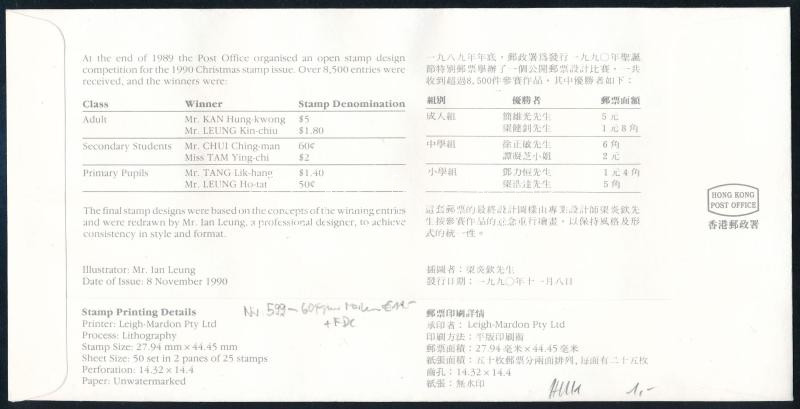 At the end of 1989 the Post Office organised an open stamp design
competition for the 1990 Christmas stamp issue. Over 8,500 entries were
received, and the winners were:
Class Winner Stamp Denomination
Adult Mr. KAN Hung-kwong $5
Mr. LEUNG Kin-chiu $1.80
Secondary Students Mr. CHUI Ching-man 60¢
Miss TAM Ying-chi $2
Primary Pupils Mr. TANG Lik-hang $1.40
Mr. LEUNG Ho-tat 50¢
The final stamp designs were based on the concepts of the winning entries
and were redrawn by Mr. Ian Leung, a professional designer, to achieve
consistency in style and format.
Illustrator: Mr. Ian Leung
Date of Issue: 8 November 1990
Stamp Printing Details
Printer: Leigh-Mardon Pty Ltd
Process: Lithography
Stamp Size: 27.94 mm × 44.45 mm
Sheet Size: 50 set in 2 panes of 25 stamps
Perforation: 14.32 × 14.4
Paper: Unwatermarked
Nr. 599-604
+ FDC
一九八九年年底，郵政署爲發行一九九〇年聖誕
節特別郵票舉辦了一個公開郵票設計比賽，一共
收到超過8,500件參賽作品，其中優勝者如下：
組別 優勝者 郵票面額
成人組 簡雄光先生 5 元
梁健釗先生 1 元 8 角
中學組 徐正敏先生 6 角
譚凝芝小姐 2 元
小學組 鄧力恒先生 1 元 4 角
梁浩達先生 5 角
這套郵票的最終設計圖樣由專業設計師梁炎欽先
生按參賽作品的意念重行繪畫，以保持風格及形
式的統一性。
插圖者：梁炎欽先生
發行日期：一九九〇年十一月八日
郵票印刷詳情
承印者：Leigh-Mardon Pty Ltd
印刷方法：平版印刷術
郵票面積：27.94 毫米 × 44.45 毫米
紙張面積：五十枚郵票分兩面排列，每面有二十五枚
齒孔：14.32 × 14.4
紙張：無水印
1,-
HONG KONG
POST OFFICE
香港郵政署